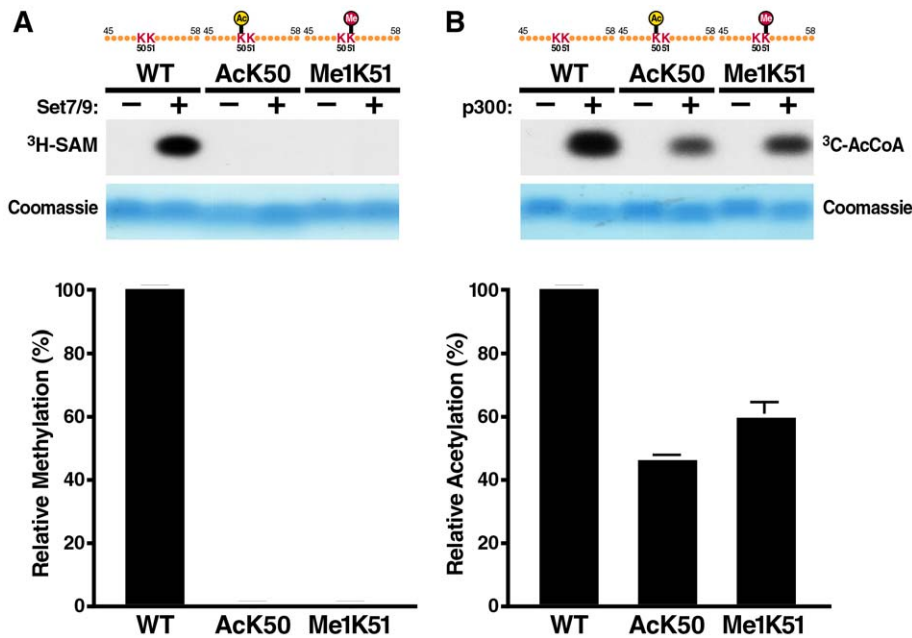 A
B
Ac Me
45 58 45 58 45 58
KK KK KK
5051 5051 5051
WT AcK50 Me1K51
Set7/9: − + − + − +
³H-SAM
Coomassie
Ac Me
45 58 45 58 45 58
KK KK KK
5051 5051 5051
WT AcK50 Me1K51
p300: − + − + − +
³C-AcCoA
Coomassie
Relative Methylation (%)
100
80
60
40
20
0
WT AcK50 Me1K51
Relative Acetylation (%)
100
80
60
40
20
0
WT AcK50 Me1K51